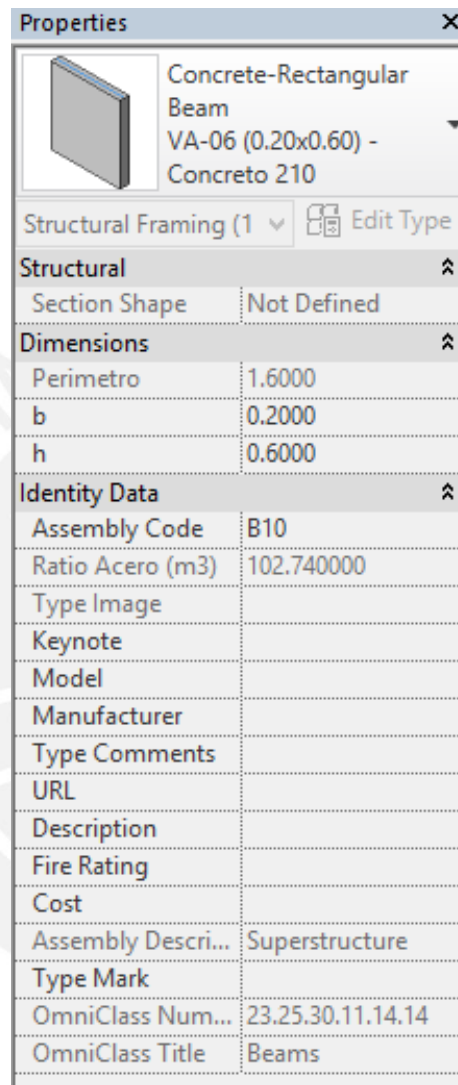 Properties
Concrete-Rectangular
Beam
VA-06 (0.20x0.60) -
Concreto 210
Structural Framing (1
Edit Type
Structural
Section Shape Not Defined
Dimensions
Perimetro 1.6000
b 0.2000
h 0.6000
Identity Data
Assembly Code B10
Ratio Acero (m3) 102.740000
Type Image
Keynote
Model
Manufacturer
Type Comments
URL
Description
Fire Rating
Cost
Assembly Descri... Superstructure
Type Mark
OmniClass Num... 23.25.30.11.14.14
OmniClass Title Beams